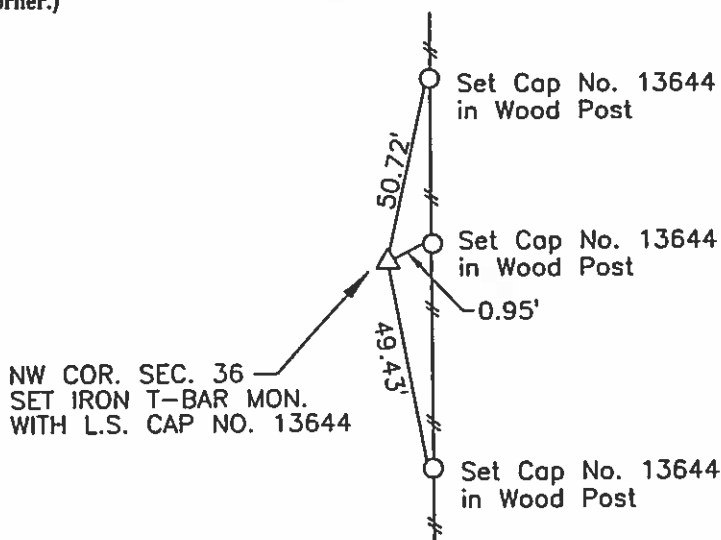 orner.)
Set Cap No. 13644
in Wood Post
50.72'
Set Cap No. 13644
in Wood Post
0.95'
49.43'
NW COR. SEC. 36
SET IRON T-BAR MON.
WITH L.S. CAP NO. 13644
Set Cap No. 13644
in Wood Post